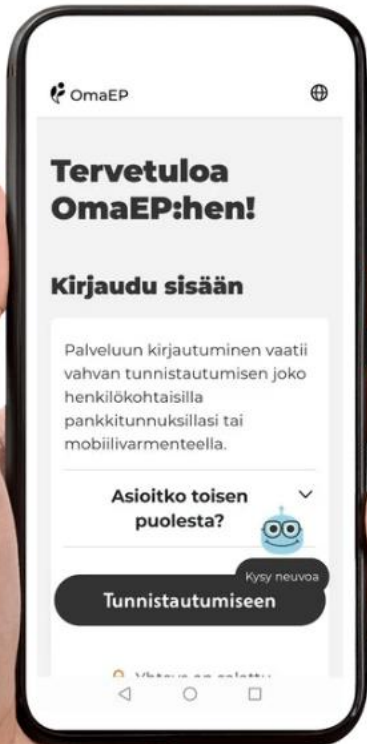 OmaEP
Tervetuloa
OmaEP:hen!
Kirjaudu sisään
Palveluun kirjautuminen vaatii
vahvan tunnistautumisen joko
henkilökohtaisilla
pankkitunnuksillasi tai
mobiilivarmenteella.
Asioitko toisen
puolesta?
Kysy neuvoa
Tunnistautumiseen